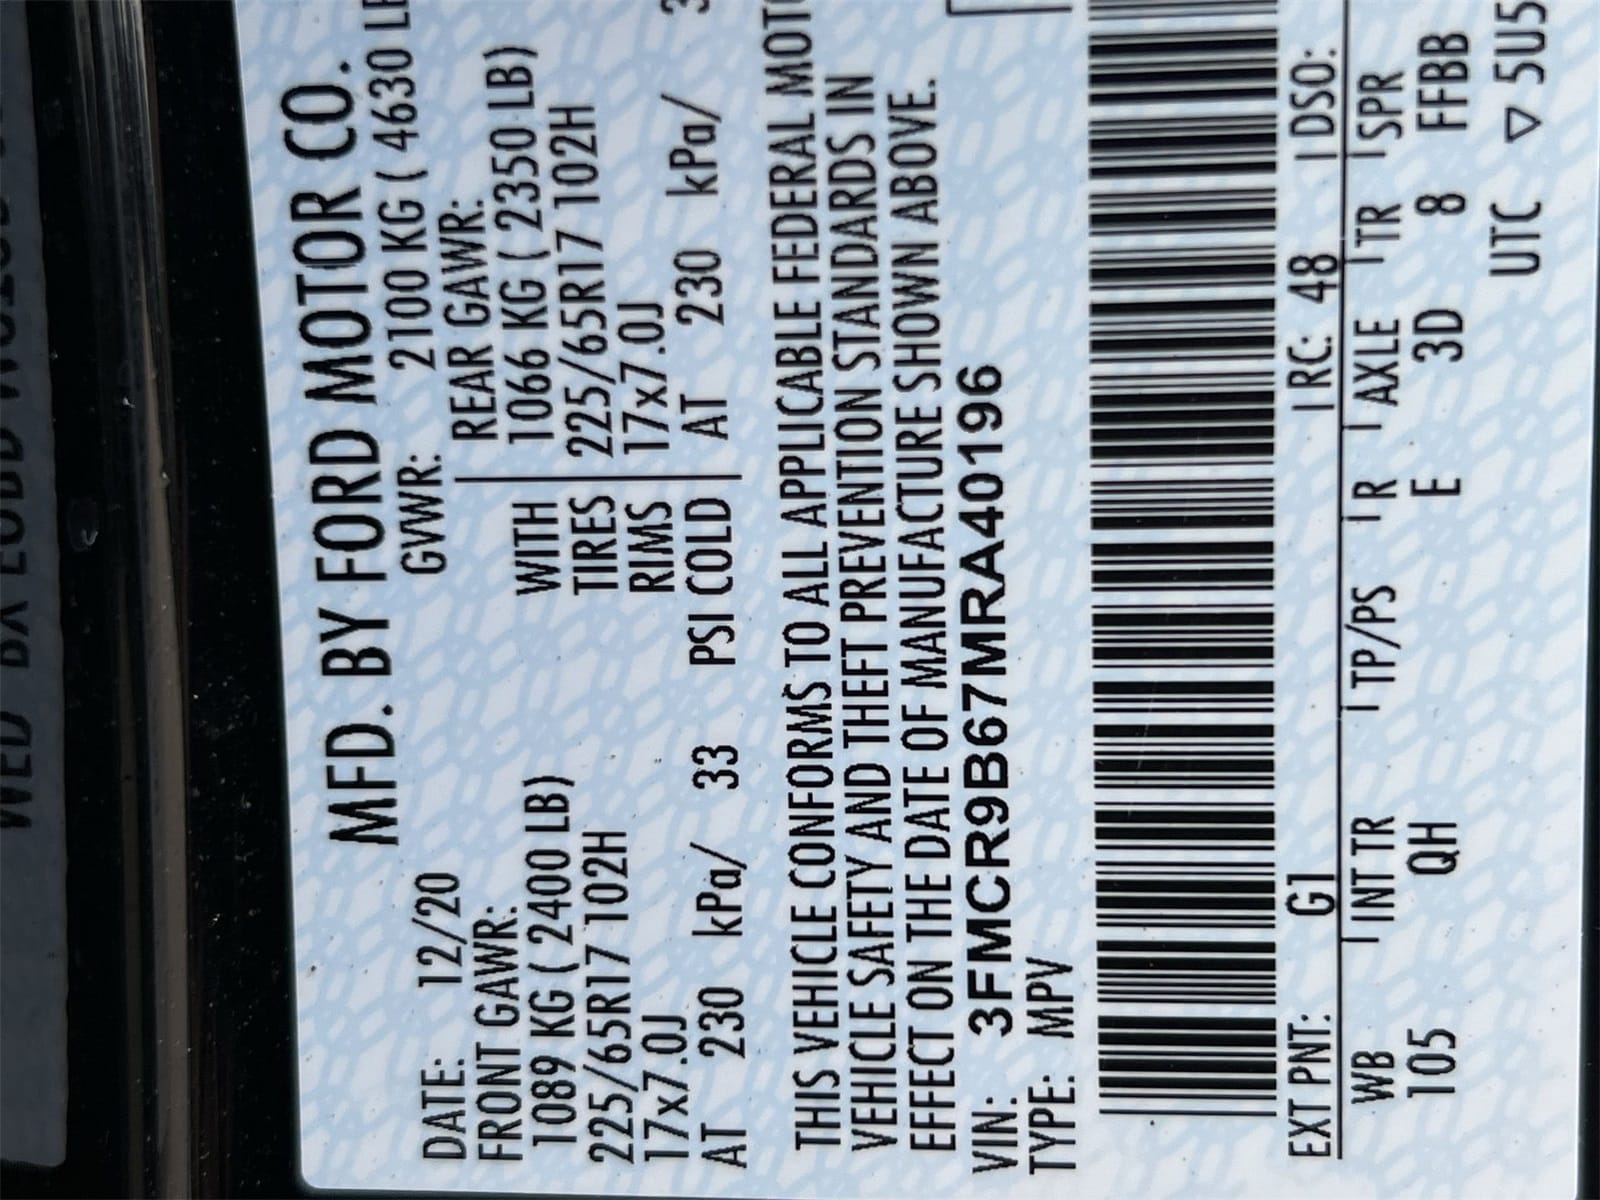 MFD. BY FORD MOTOR CO.
DATE: 12/20 GVWR: 2100 KG ( 4630 LB
FRONT GAWR: REAR GAWR:
1089 KG ( 2400 LB) WITH 1066 KG ( 2350 LB)
225/65R17 102H TIRES 225/65R17 102H
17x7.0J RIMS 17x7.0J
AT 230 kPa/ 33 PSI COLD AT 230 kPa/ 3
THIS VEHICLE CONFORMS TO ALL APPLICABLE FEDERAL MOTO
VEHICLE SAFETY AND THEFT PREVENTION STANDARDS IN
EFFECT ON THE DATE OF MANUFACTURE SHOWN ABOVE.
VIN: 3FMCR9B67MRA40196
TYPE: MPV
EXT PNT: G1 RC: 48 DSO:
WB INT TR TP/PS R AXLE TR SPR
105 QH E 3D 8 FFBB
UTC ▽ 5U5